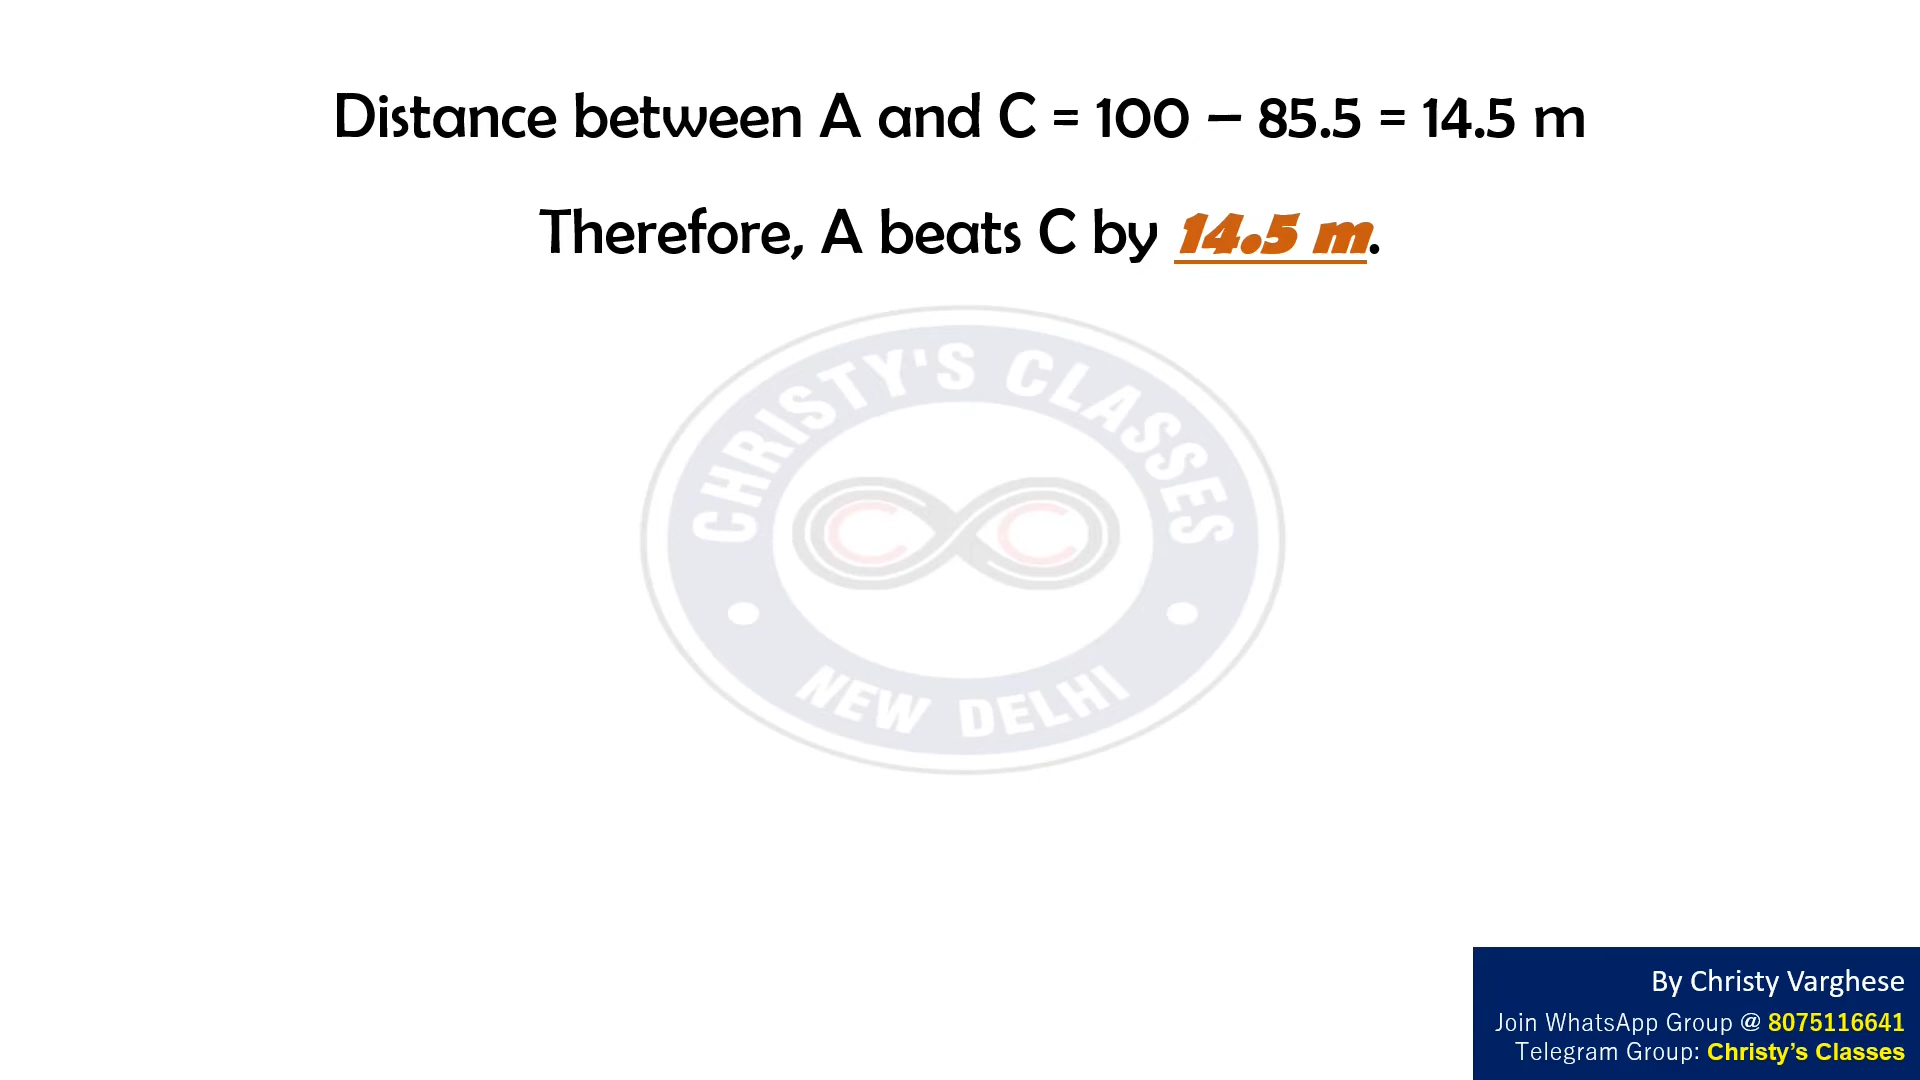 Distance between A and C = 100 – 85.5 = 14.5 m
Therefore, A beats C by 14.5 m.
CHRISTY'S CLASSES
CC
NEW DELHI
By Christy Varghese
Join WhatsApp Group @ 8075116641
Telegram Group: Christy’s Classes